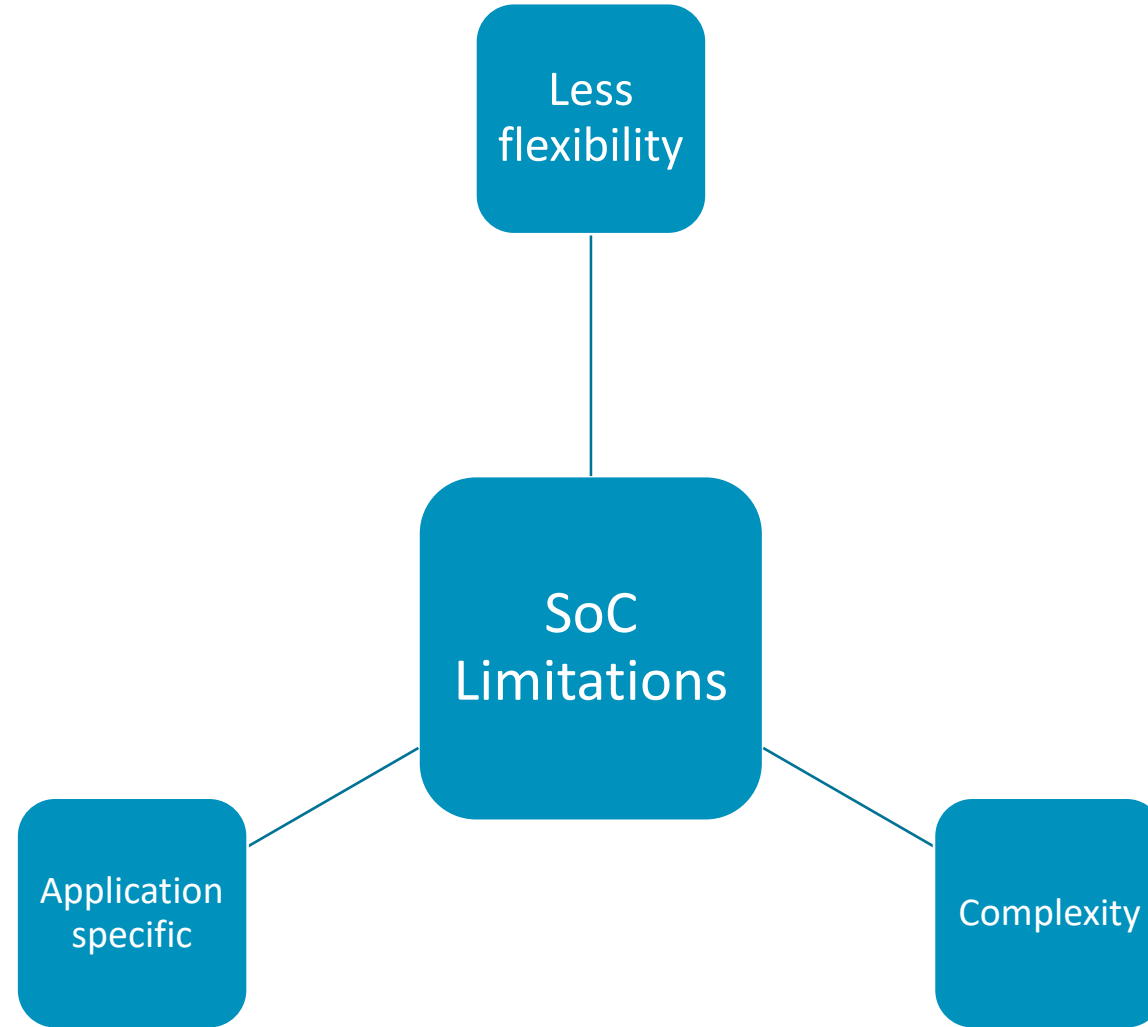 Less
flexibility
SoC
Limitations
Application
specific
Complexity